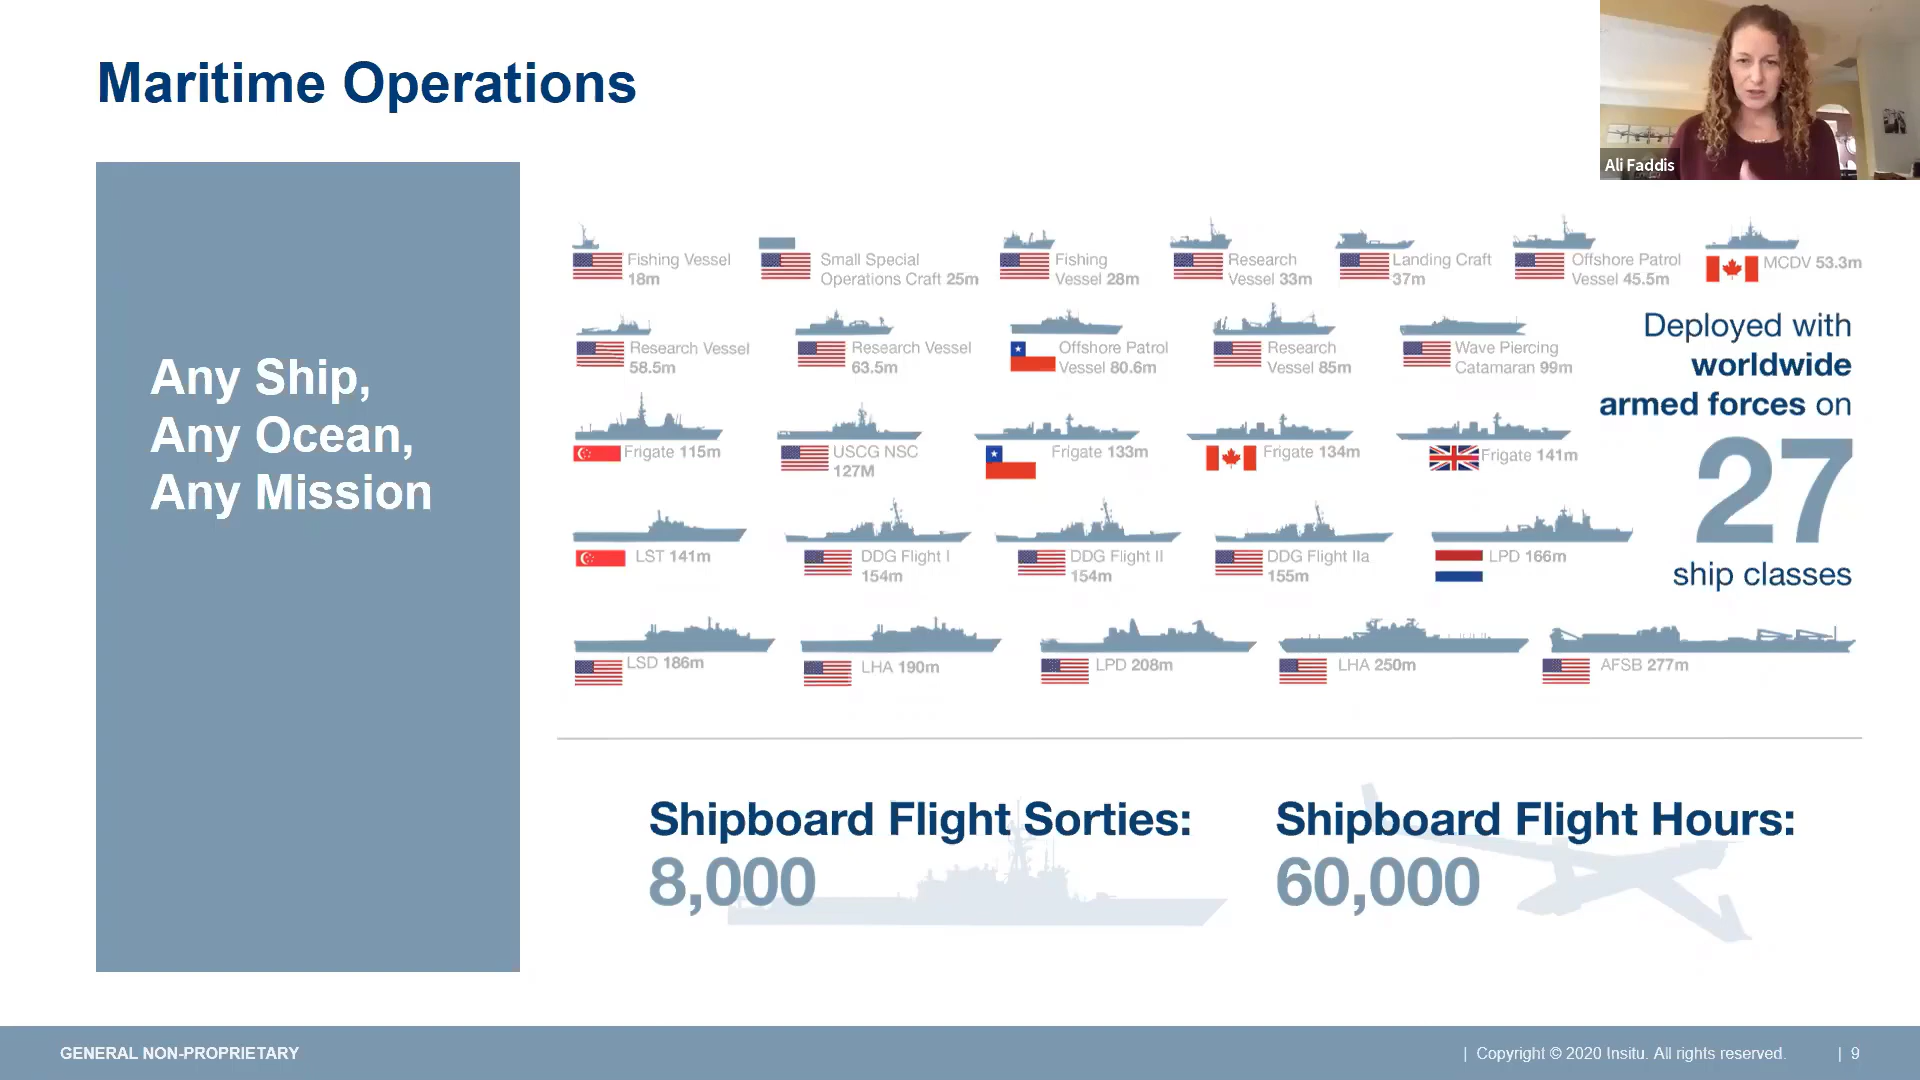 Maritime Operations
Ali Faddis
Any Ship,
Any Ocean,
Any Mission
Fishing Vessel
18m
Small Special
Operations Craft 25m
Fishing
Vessel 28m
Research
Vessel 33m
Landing Craft
37m
Offshore Patrol
Vessel 45.5m
MCDV 53.3m
Research Vessel
58.5m
Research Vessel
63.5m
Offshore Patrol
Vessel 80.6m
Research
Vessel 85m
Wave Piercing
Catamaran 99m
Frigate 115m
USCG NSC
127M
Frigate 133m
Frigate 134m
Frigate 141m
LST 141m
DDG Flight I
154m
DDG Flight II
154m
DDG Flight IIa
155m
LPD 166m
LSD 186m
LHA 190m
LPD 208m
LHA 250m
AFSB 277m
Deployed with
worldwide
armed forces on
27
ship classes
Shipboard Flight Sorties:
8,000
Shipboard Flight Hours:
60,000
GENERAL NON-PROPRIETARY
| Copyright © 2020 Insitu. All rights reserved.
| 9